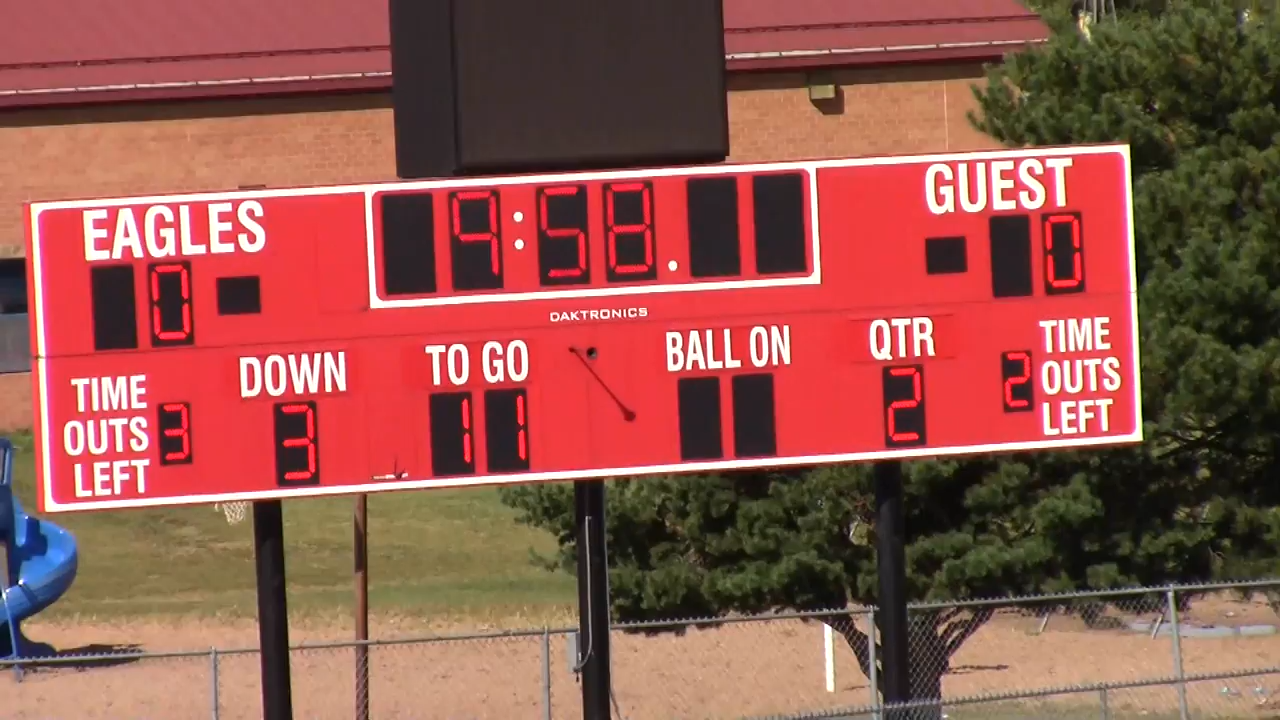 EAGLES
0
9:58.
GUEST
0
DAKTRONICS
TIME
OUTS
LEFT
3
DOWN
3
TO GO
11
BALL ON
QTR
2
2
TIME
OUTS
LEFT